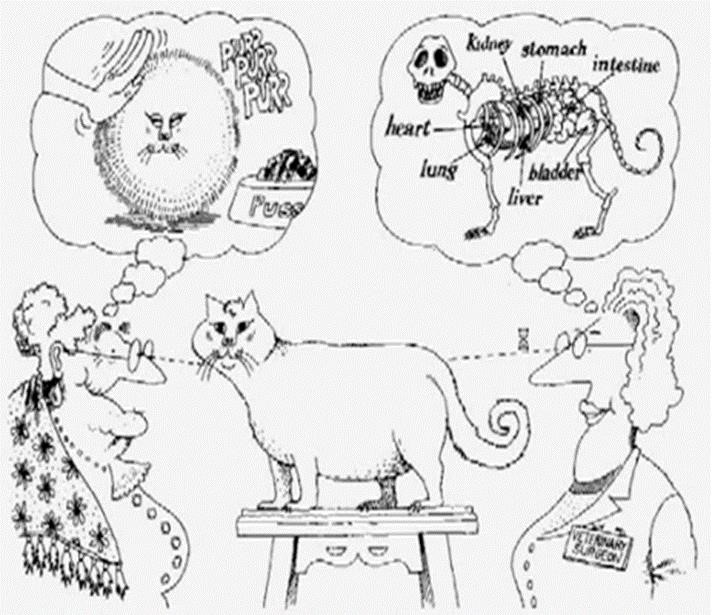 PURR
PURR
PURR
Puss
kidney
stomach
intestine
heart
lung
bladder
liver
VETERINARY
SURGEON